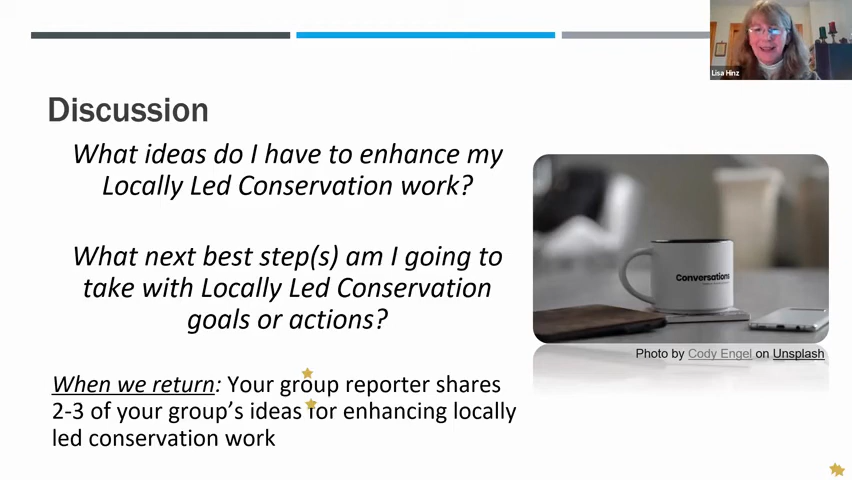 Lisa Hinz
Discussion
What ideas do I have to enhance my
Locally Led Conservation work?
What next best step(s) am I going to
take with Locally Led Conservation
goals or actions?
Conversations
Photo by Cody Engel on Unsplash
When we return: Your group reporter shares
2-3 of your group’s ideas for enhancing locally
led conservation work